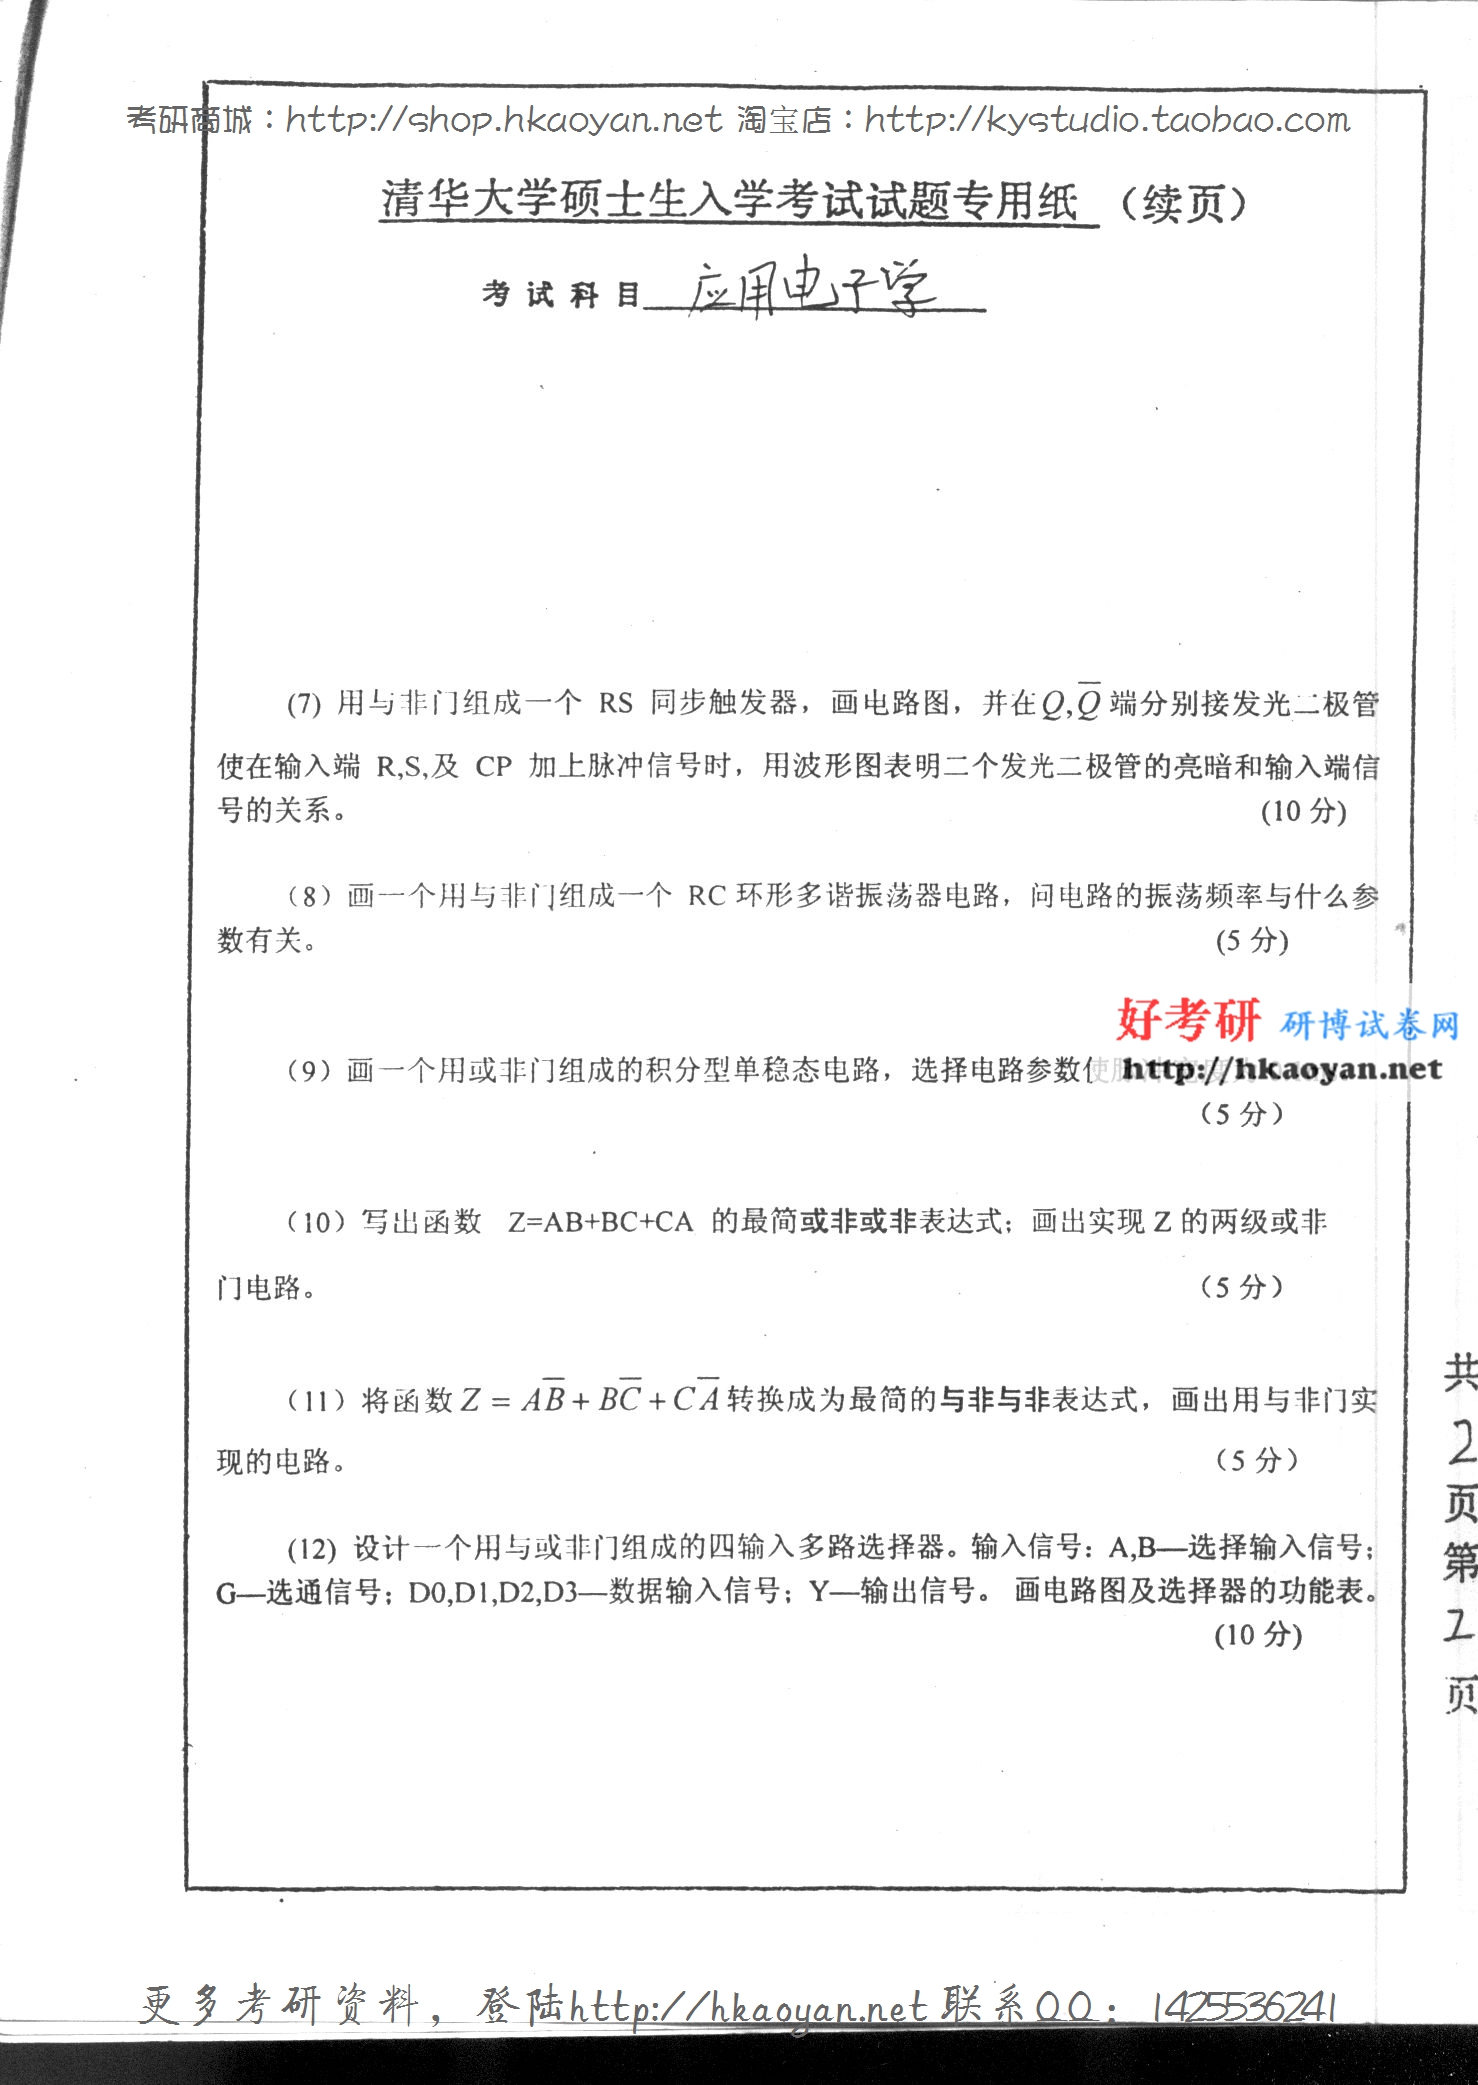 考研商城：http://shop.hkaoyan.net 淘宝店：http://kystudio.taobao.com
清华大学硕士生入学考试试题专用纸（续页）
考试科目 应用电子学
(7) 用与非门组成一个 RS 同步触发器，画电路图，并在Q,Q̅端分别接发光二极管
使在输入端 R,S,及 CP 加上脉冲信号时，用波形图表明二个发光二极管的亮暗和输入端信
号的关系。 (10 分)
（8）画一个用与非门组成一个 RC 环形多谐振荡器电路，问电路的振荡频率与什么参
数有关。 (5 分)
好考研 研博试卷网
（9）画一个用或非门组成的积分型单稳态电路，选择电路参数使
http://hkaoyan.net
（5 分）
（10）写出函数 Z=AB+BC+CA 的最简或非或非表达式；画出实现 Z 的两级或非
门电路。 （5 分）
（11）将函数 Z = AB̅ + BC̅ + CA̅ 转换成为最简的与非与非表达式，画出用与非门实
现的电路。 （5 分）
(12) 设计一个用与或非门组成的四输入多路选择器。输入信号：A,B—选择输入信号；
G—选通信号；D0,D1,D2,D3—数据输入信号；Y—输出信号。 画电路图及选择器的功能表。
(10 分)
共
2
页
第
2
页
更多考研资料，登陆http://hkaoyan.net 联系QQ：1425536241